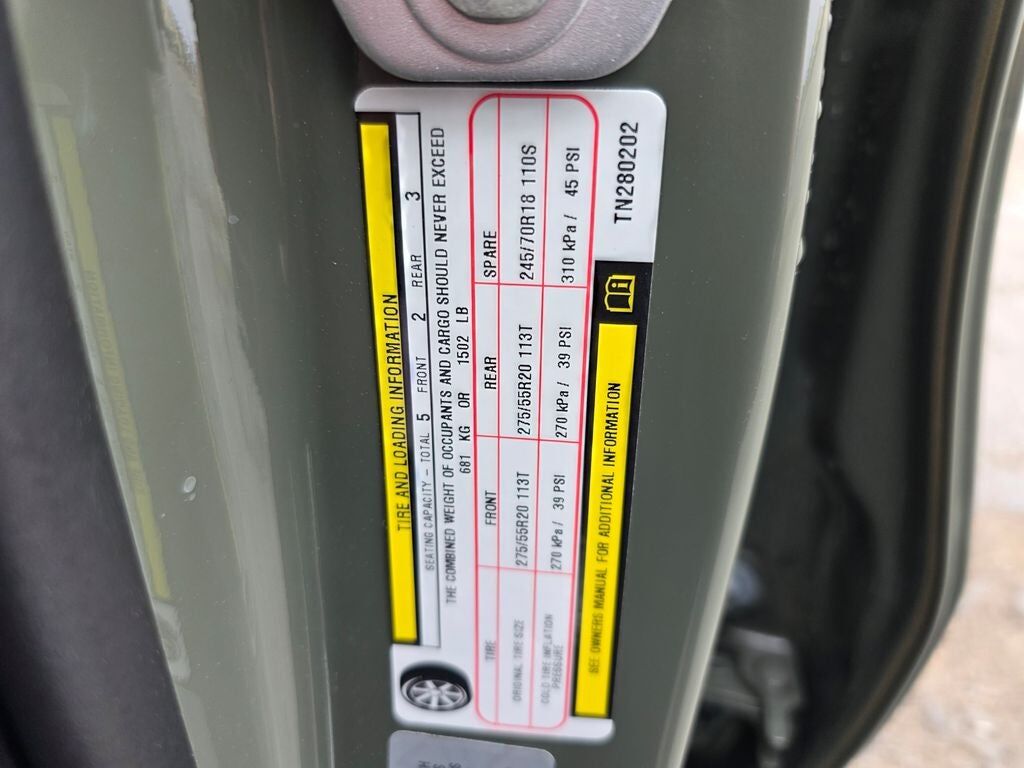 TIRE AND LOADING INFORMATION
SEATING CAPACITY - TOTAL 5 FRONT 2 REAR 3
THE COMBINED WEIGHT OF OCCUPANTS AND CARGO SHOULD NEVER EXCEED
681 KG OR 1502 LB
TIRE FRONT REAR SPARE
ORIGINAL TIRE SIZE 275/55R20 113T 275/55R20 113T 245/70R18 110S
COLD TIRE INFLATION
PRESSURE 270 kPa / 39 PSI 270 kPa / 39 PSI 310 kPa / 45 PSI
SEE OWNERS MANUAL FOR ADDITIONAL INFORMATION
TN280202